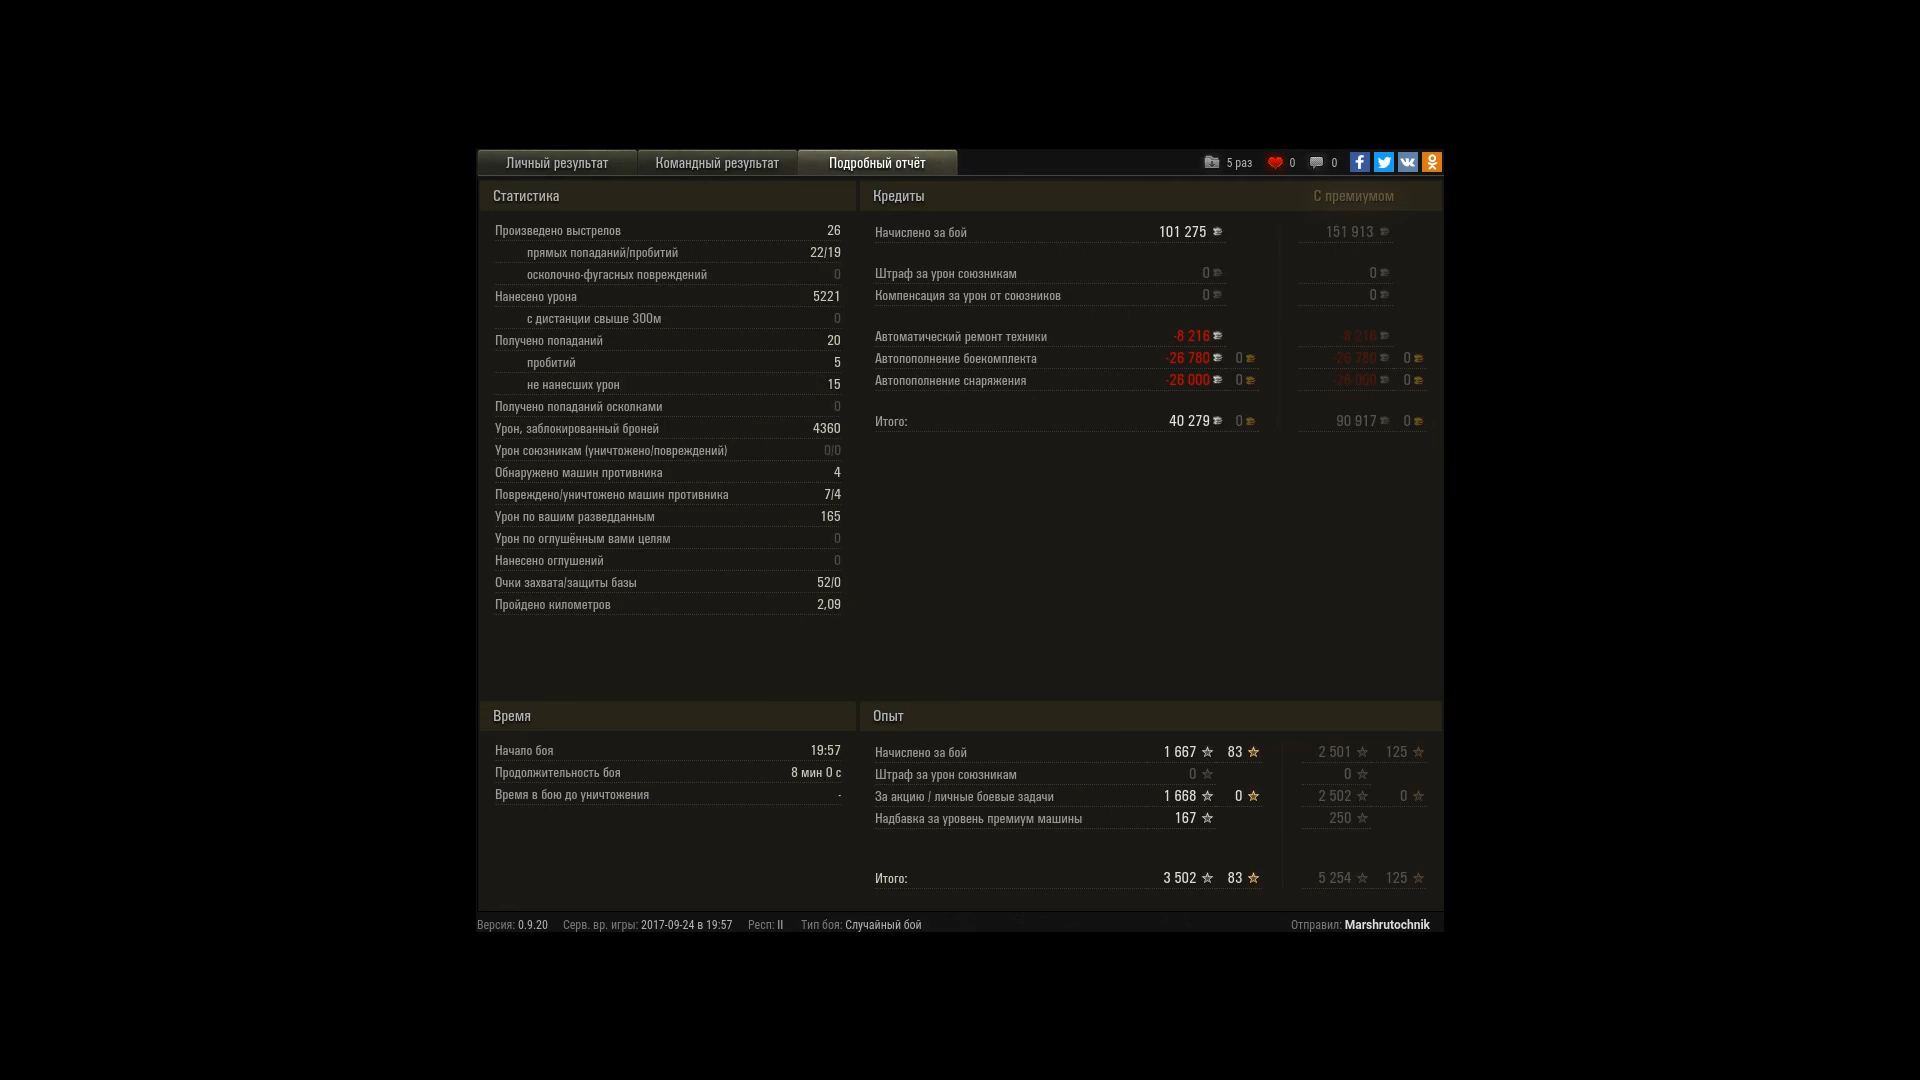 Личный результат Командный результат Подробный отчёт 5 раз 0 0
Статистика
Произведено выстрелов 26
прямых попаданий/пробитий 22/19
осколочно-фугасных повреждений 0
Нанесено урона 5221
с дистанции свыше 300м 0
Получено попаданий 20
пробитий 5
не нанесших урон 15
Получено попаданий осколками 0
Урон, заблокированный броней 4360
Урон союзникам (уничтожено/повреждений) 0/0
Обнаружено машин противника 4
Повреждено/уничтожено машин противника 7/4
Урон по вашим разведданным 165
Урон по оглушённым вами целям 0
Нанесено оглушений 0
Очки захвата/защиты базы 52/0
Пройдено километров 2,09
Кредиты С премиумом
Начислено за бой 101 275 151 913
Штраф за урон союзникам 0 0
Компенсация за урон от союзников 0 0
Автоматический ремонт техники -8 216 -8 216
Автопополнение боекомплекта -26 780 0 -26 780 0
Автопополнение снаряжения -26 000 0 -26 000 0
Итого: 40 279 0 90 917 0
Время
Начало боя 19:57
Продолжительность боя 8 мин 0 с
Время в бою до уничтожения -
Опыт
Начислено за бой 1 667 83 2 501 125
Штраф за урон союзникам 0 0
За акцию / личные боевые задачи 1 668 0 2 502 0
Надбавка за уровень премиум машины 167 250
Итого: 3 502 83 5 254 125
Версия: 0.9.20 Серв. вр. игры: 2017-09-24 в 19:57 Респ: II Тип боя: Случайный бой Отправил: Marshrutochnik